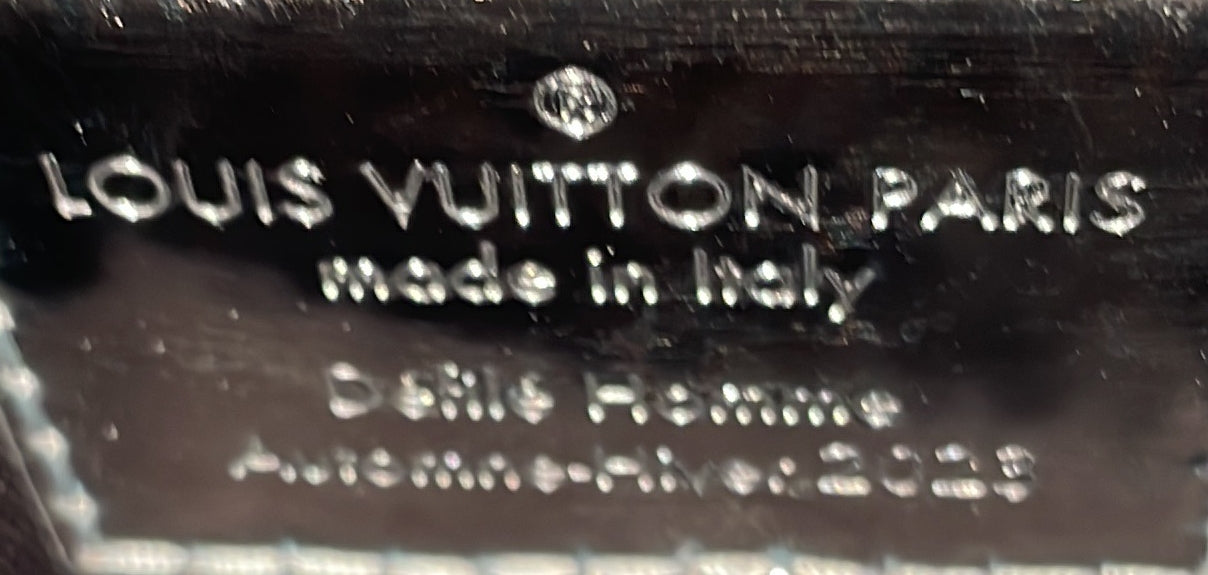 LOUIS VUITTON PARIS
made in Italy
Défilé Homme
Automne-Hiver 2023